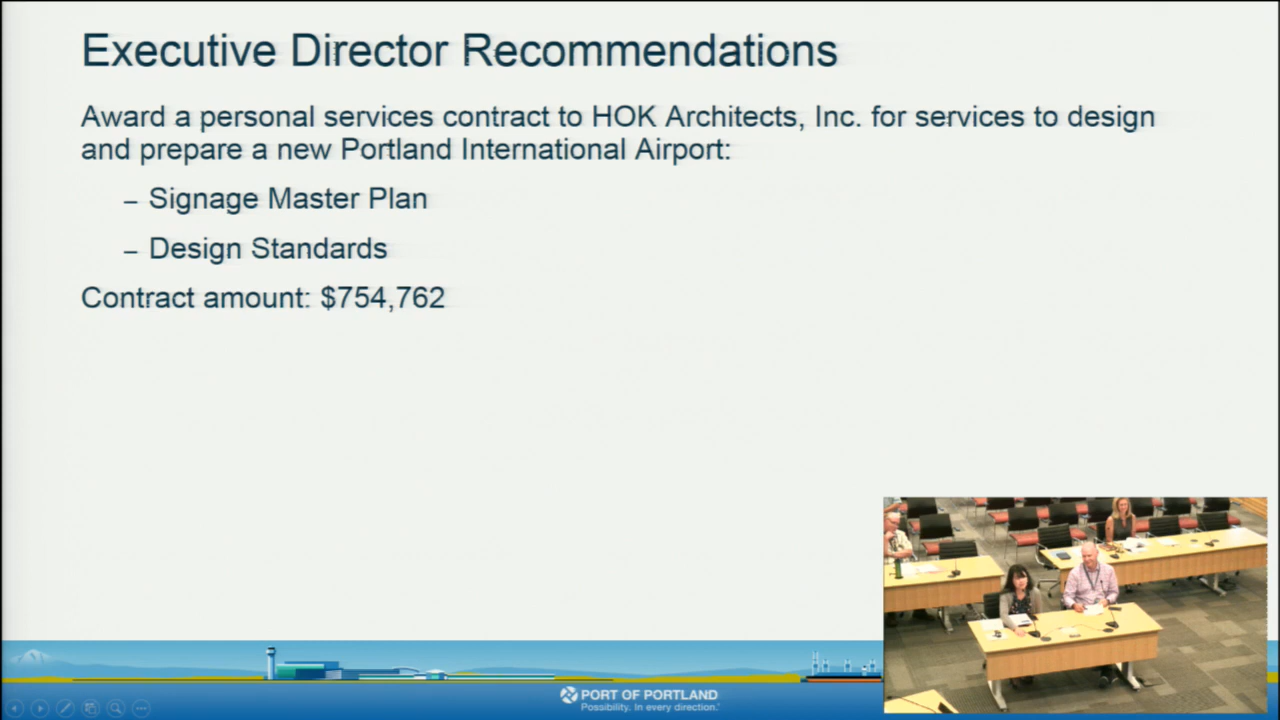 Executive Director Recommendations
Award a personal services contract to HOK Architects, Inc. for services to design
and prepare a new Portland International Airport:
– Signage Master Plan
– Design Standards
Contract amount: $754,762
PORT OF PORTLAND
Possibility. In every direction.